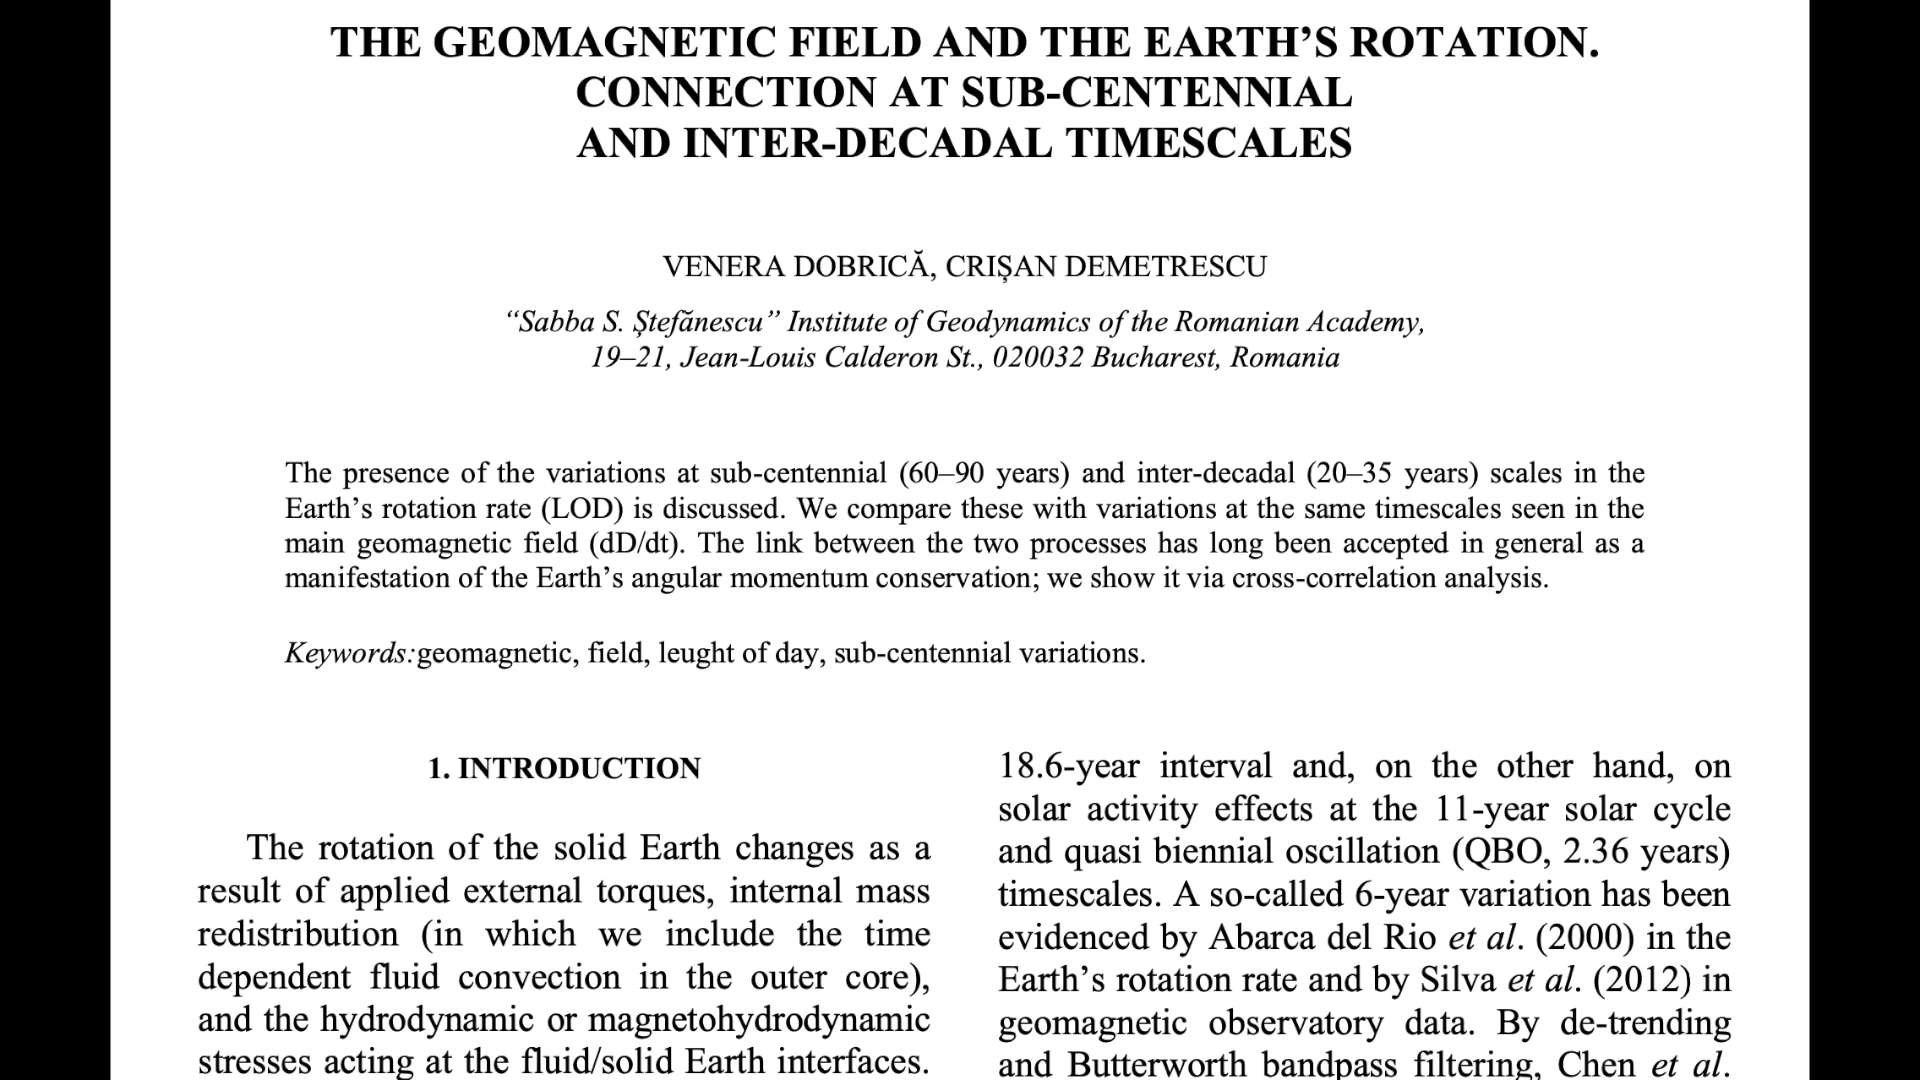 THE GEOMAGNETIC FIELD AND THE EARTH’S ROTATION.
CONNECTION AT SUB-CENTENNIAL
AND INTER-DECADAL TIMESCALES
VENERA DOBRICĂ, CRIȘAN DEMETRESCU
“Sabba S. Ștefănescu” Institute of Geodynamics of the Romanian Academy,
19–21, Jean-Louis Calderon St., 020032 Bucharest, Romania
The presence of the variations at sub-centennial (60–90 years) and inter-decadal (20–35 years) scales in the
Earth’s rotation rate (LOD) is discussed. We compare these with variations at the same timescales seen in the
main geomagnetic field (dD/dt). The link between the two processes has long been accepted in general as a
manifestation of the Earth’s angular momentum conservation; we show it via cross-correlation analysis.
Keywords:geomagnetic, field, leught of day, sub-centennial variations.
1. INTRODUCTION
The rotation of the solid Earth changes as a
result of applied external torques, internal mass
redistribution (in which we include the time
dependent fluid convection in the outer core),
and the hydrodynamic or magnetohydrodynamic
stresses acting at the fluid/solid Earth interfaces.
18.6-year interval and, on the other hand, on
solar activity effects at the 11-year solar cycle
and quasi biennial oscillation (QBO, 2.36 years)
timescales. A so-called 6-year variation has been
evidenced by Abarca del Rio et al. (2000) in the
Earth’s rotation rate and by Silva et al. (2012) in
geomagnetic observatory data. By de-trending
and Butterworth bandpass filtering, Chen et al.